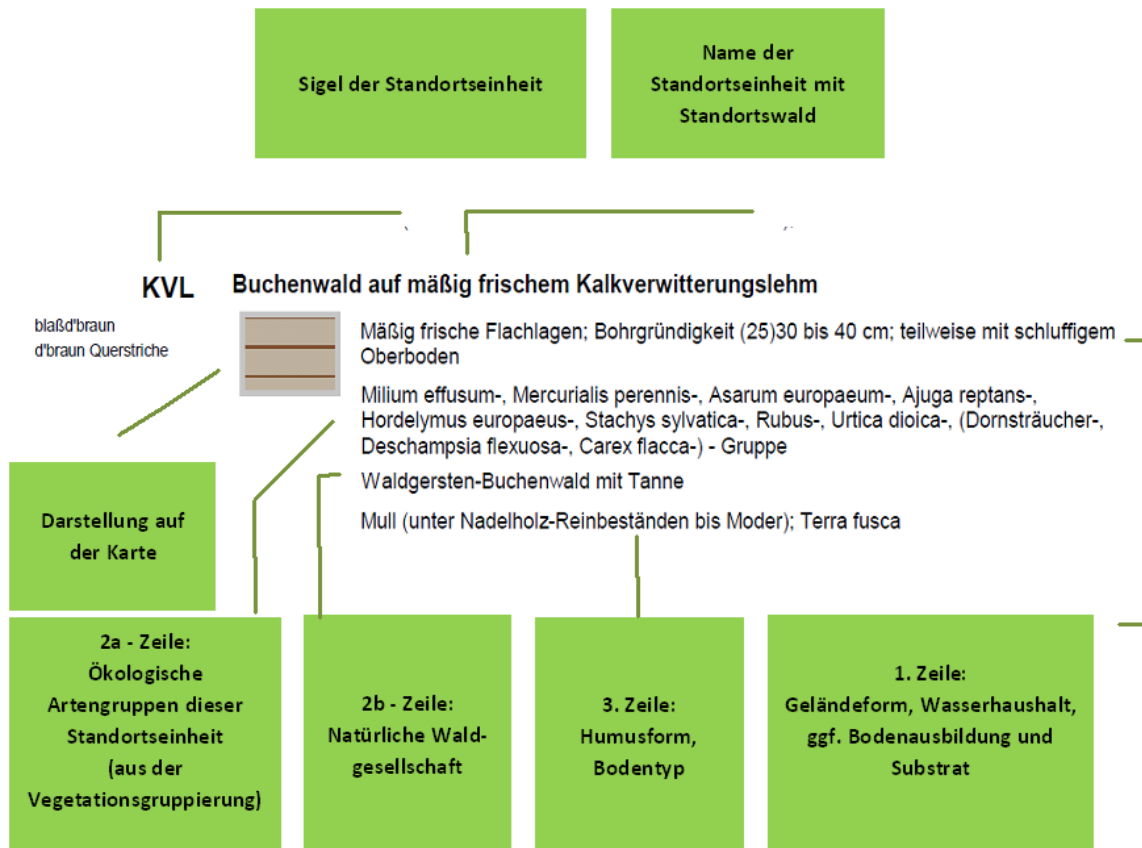 Sigel der Standortseinheit
Name der
Standortseinheit mit
Standortswald
KVL
Buchenwald auf mäßig frischem Kalkverwitterungslehm
blaßd'braun
d'braun Querstriche
Mäßig frische Flachlagen; Bohrgründigkeit (25)30 bis 40 cm; teilweise mit schluffigem
Oberboden
Milium effusum-, Mercurialis perennis-, Asarum europaeum-, Ajuga reptans-,
Hordelymus europaeus-, Stachys sylvatica-, Rubus-, Urtica dioica-, (Dornsträucher-,
Deschampsia flexuosa-, Carex flacca-) - Gruppe
Waldgersten-Buchenwald mit Tanne
Mull (unter Nadelholz-Reinbeständen bis Moder); Terra fusca
Darstellung auf
der Karte
2a - Zeile:
Ökologische
Artengruppen dieser
Standortseinheit
(aus der
Vegetationsgruppierung)
2b - Zeile:
Natürliche Wald-
gesellschaft
3. Zeile:
Humusform,
Bodentyp
1. Zeile:
Geländeform, Wasserhaushalt,
ggf. Bodenausbildung und
Substrat